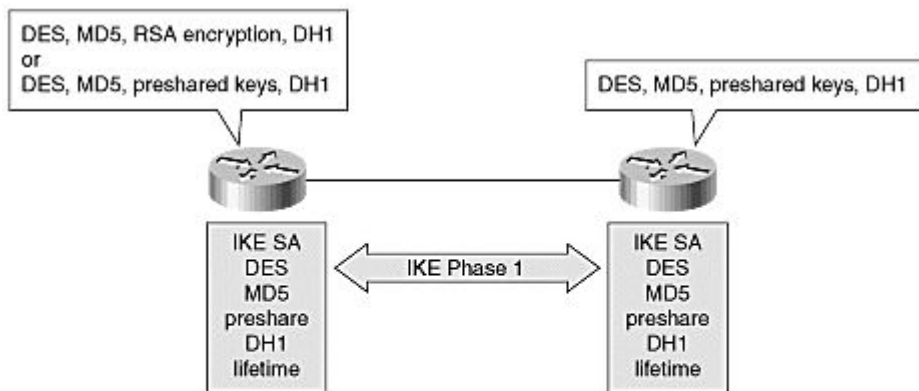 DES, MD5, RSA encryption, DH1
or
DES, MD5, preshared keys, DH1
DES, MD5, preshared keys, DH1
IKE SA
DES
MD5
preshare
DH1
lifetime
IKE Phase 1
IKE SA
DES
MD5
preshare
DH1
lifetime